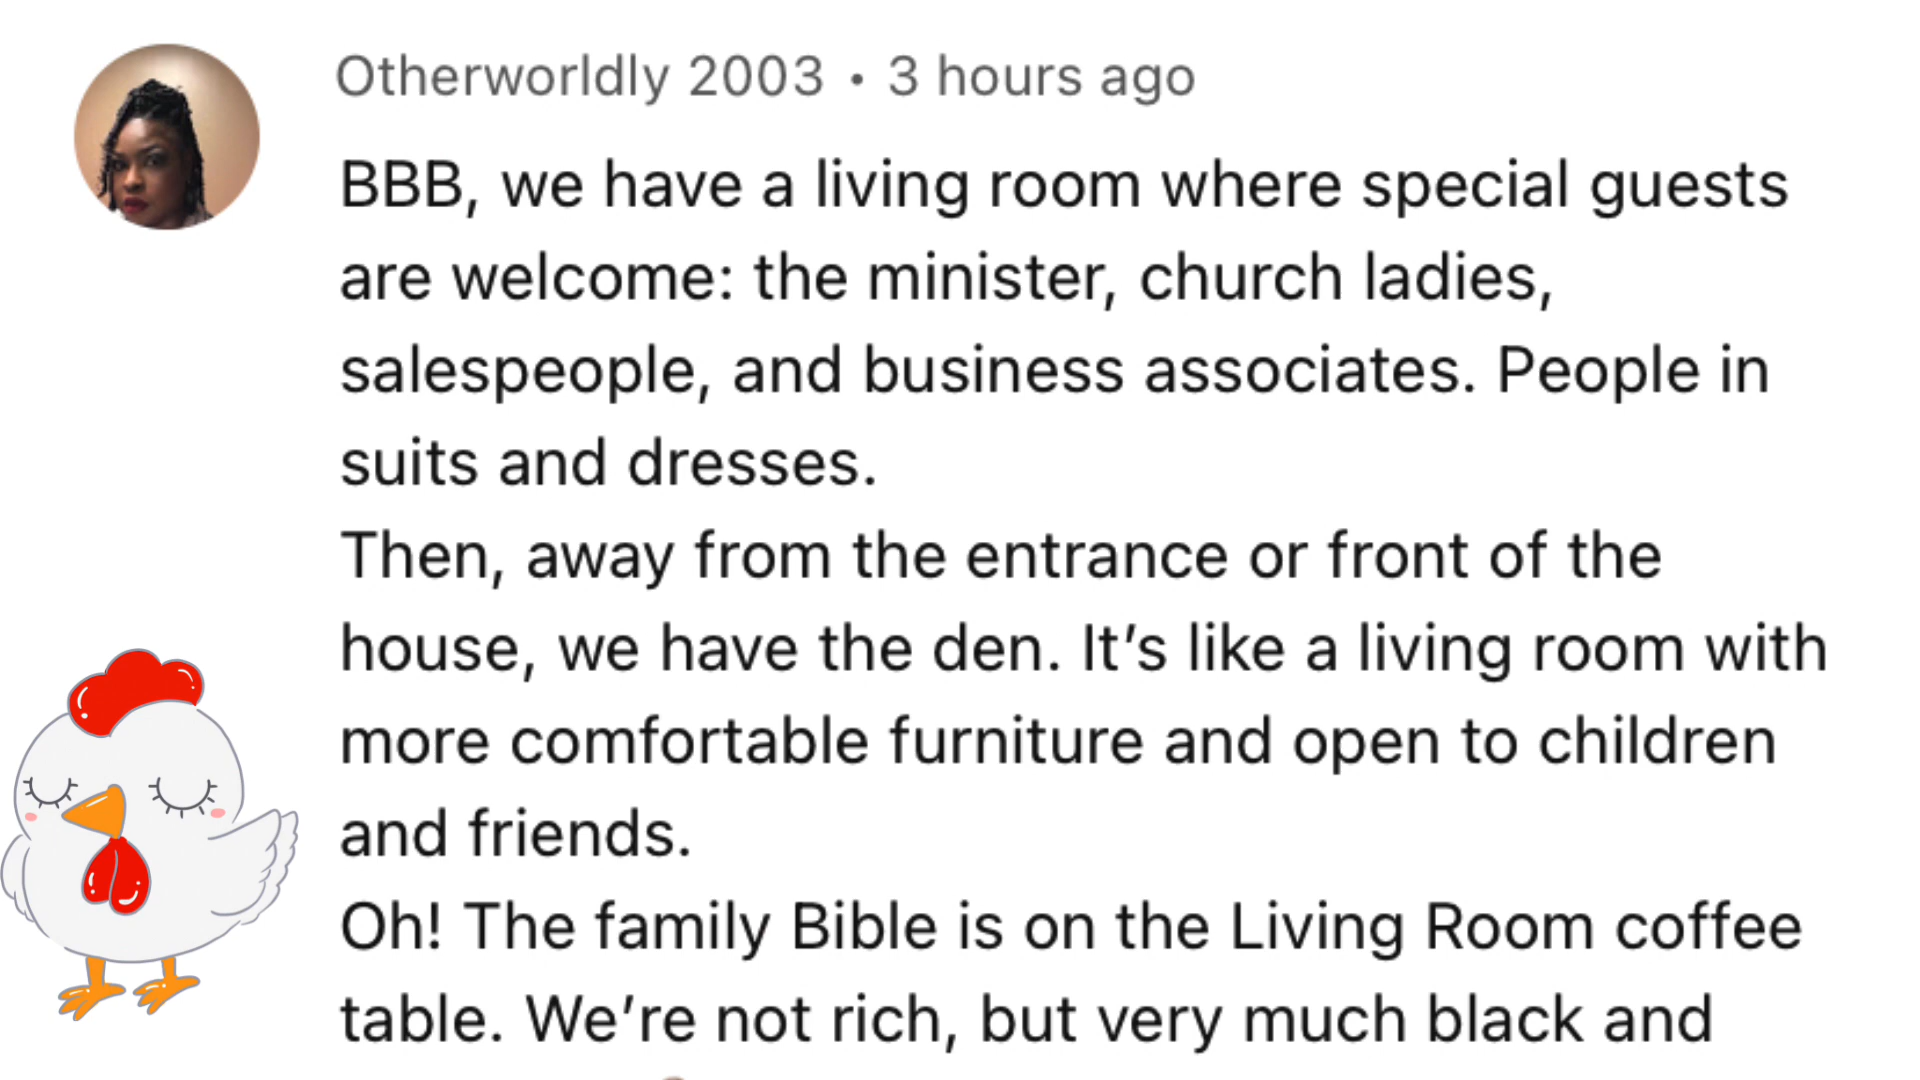 Otherworldly 2003 • 3 hours ago
BBB, we have a living room where special guests
are welcome: the minister, church ladies,
salespeople, and business associates. People in
suits and dresses.
Then, away from the entrance or front of the
house, we have the den. It’s like a living room with
more comfortable furniture and open to children
and friends.
Oh! The family Bible is on the Living Room coffee
table. We’re not rich, but very much black and